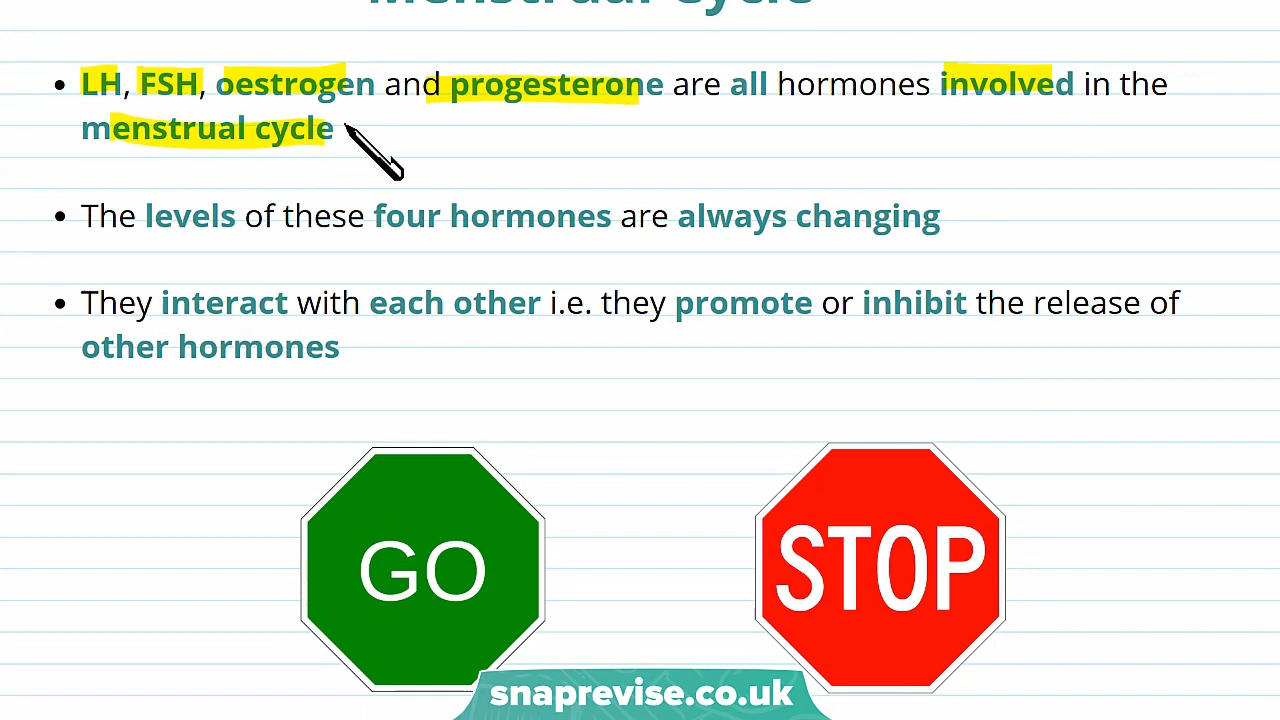 Menstrual Cycle
• LH, FSH, oestrogen and progesterone are all hormones involved in the
menstrual cycle
• The levels of these four hormones are always changing
• They interact with each other i.e. they promote or inhibit the release of
other hormones
GO
STOP
snaprevise.co.uk